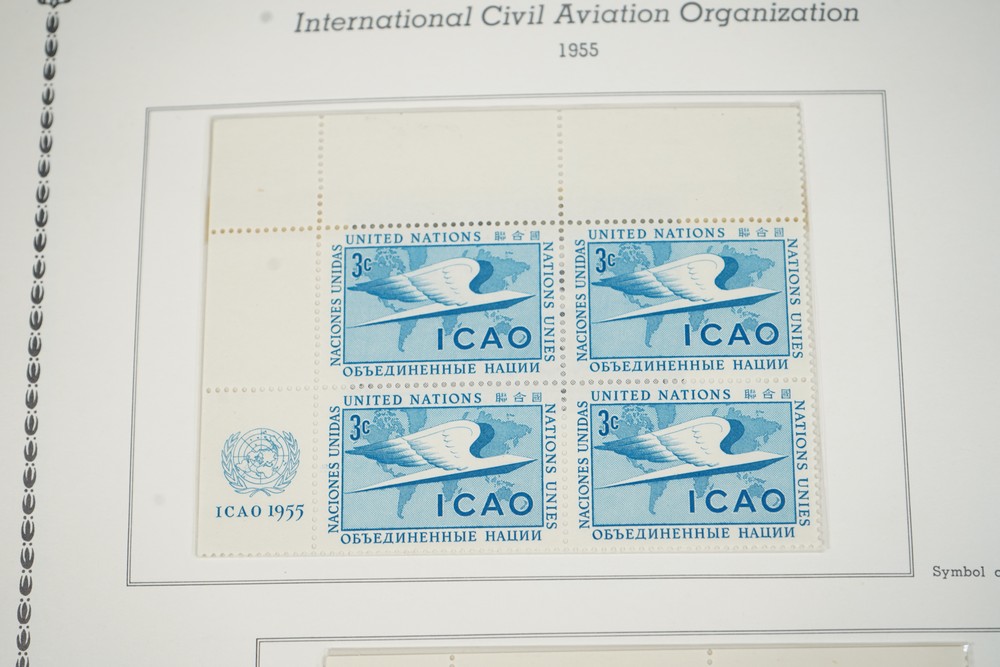 International Civil Aviation Organization
1955
UNITED NATIONS 聯合國
NACIONES UNIDAS
3c
ICAO
NATIONS UNIES
ОБЪЕДИНЕННЫЕ НАЦИИ
UNITED NATIONS 聯合國
NACIONES UNIDAS
3c
ICAO
NATIONS UNIES
ОБЪЕДИНЕННЫЕ НАЦИИ
ICAO 1955
UNITED NATIONS 聯合國
NACIONES UNIDAS
3c
ICAO
NATIONS UNIES
ОБЪЕДИНЕННЫЕ НАЦИИ
UNITED NATIONS 聯合國
NACIONES UNIDAS
3c
ICAO
NATIONS UNIES
ОБЪЕДИНЕННЫЕ НАЦИИ
Symbol